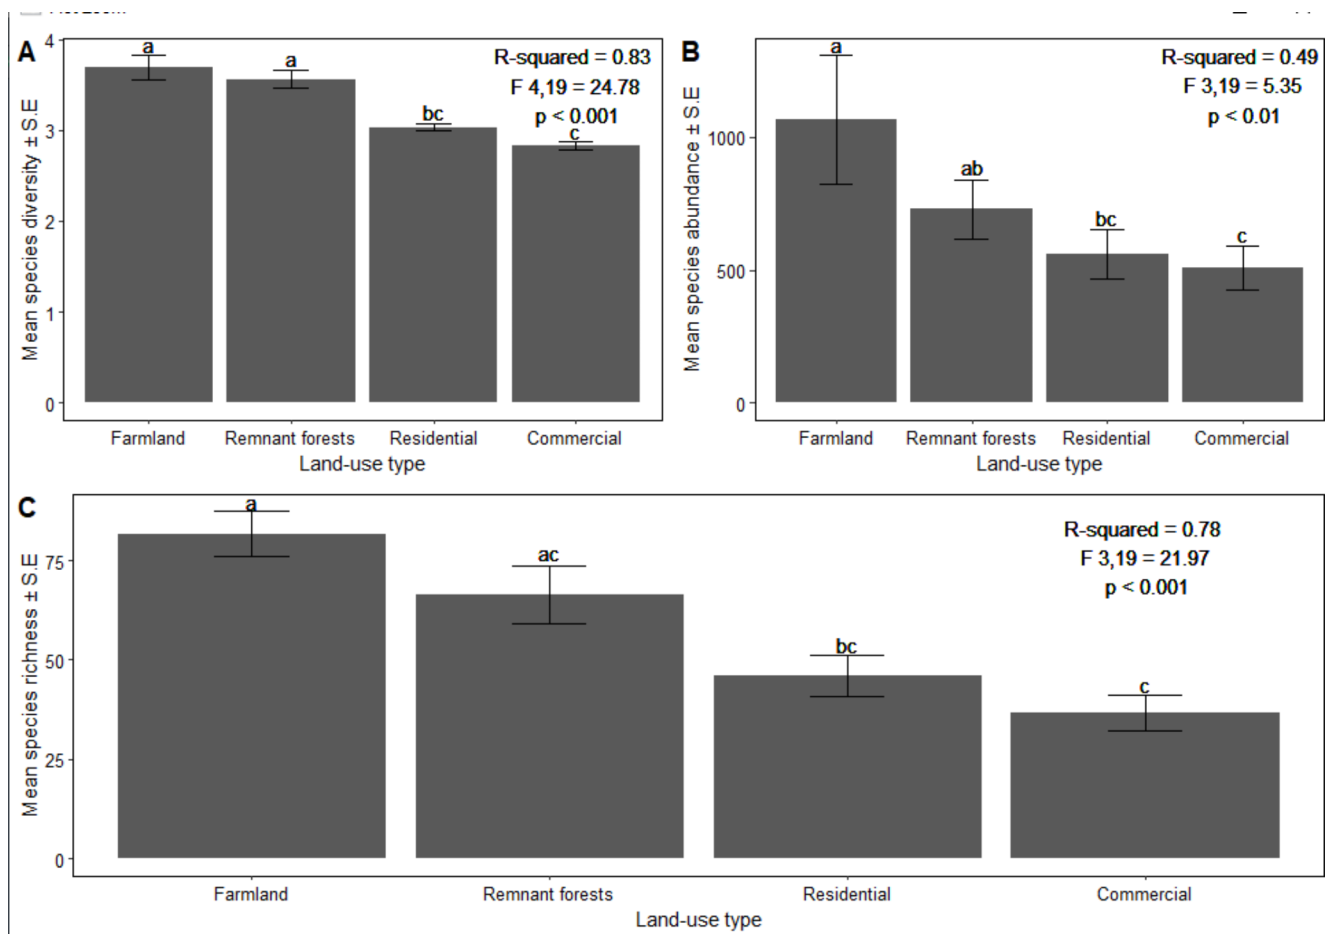 A
Mean species diversity ± S.E
4
3
2
1
0
a
a
bc
c
R-squared = 0.83
F 4,19 = 24.78
p < 0.001
Farmland
Remnant forests
Residential
Commercial
Land-use type
B
Mean species abundance ± S.E
1000
500
0
a
ab
bc
c
R-squared = 0.49
F 3,19 = 5.35
p < 0.01
Farmland
Remnant forests
Residential
Commercial
Land-use type
C
Mean species richness ± S.E
75
50
25
0
a
ac
bc
c
R-squared = 0.78
F 3,19 = 21.97
p < 0.001
Farmland
Remnant forests
Residential
Commercial
Land-use type